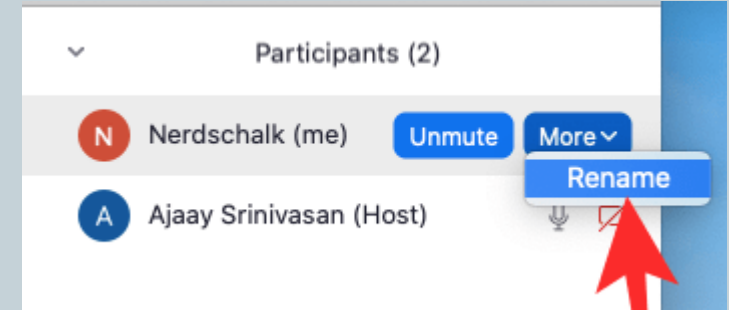 Participants (2)
N Nerdschalk (me) Unmute More
Rename
A Ajaay Srinivasan (Host)